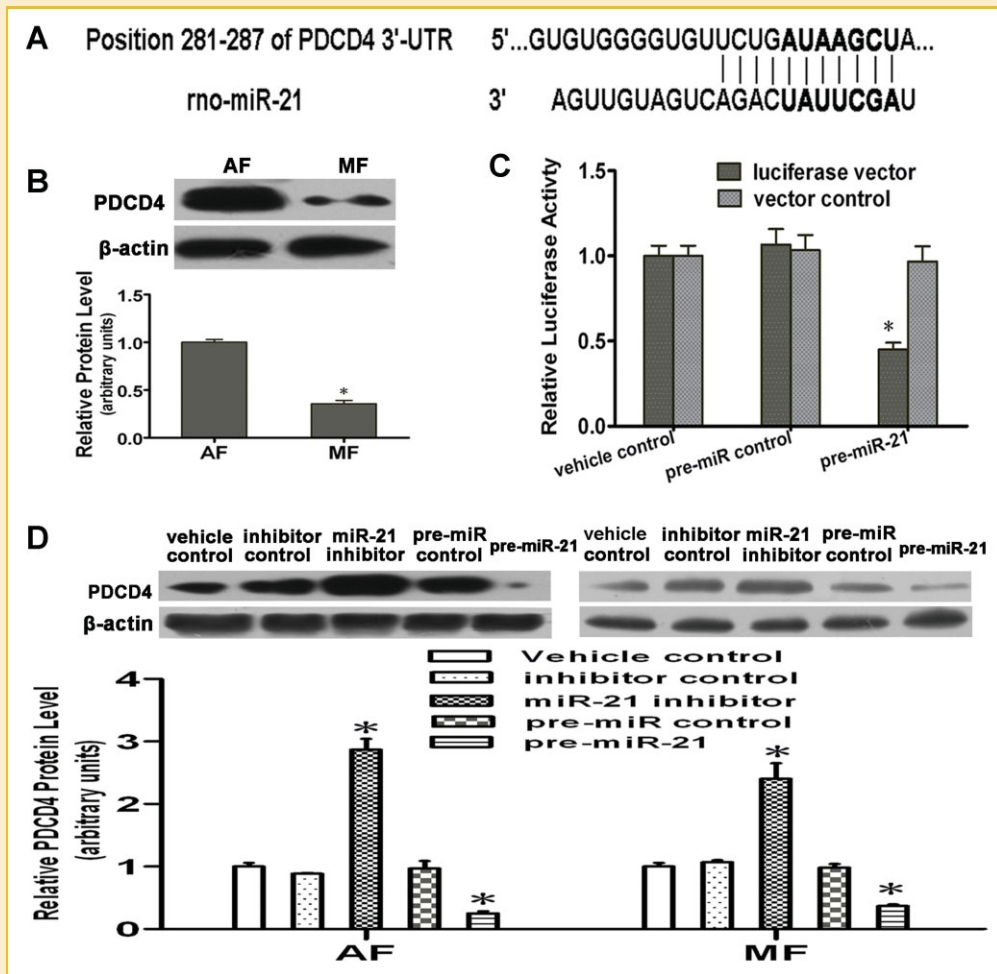 A
Position 281-287 of PDCD4 3'-UTR 5'...GUGUGGGGUGUUCUGAUAAGCUA...
rno-miR-21 3' AGUUGUAGUCAGACUAUUCGAU
B
AF MF
PDCD4
β-actin
Relative Protein Level
(arbitrary units)
1.5
1.0
0.5
0.0
*
AF MF
C
Relative Luciferase Activty
1.5
1.0
0.5
0.0
luciferase vector
vector control
*
vehicle control pre-miR control pre-miR-21
D
vehicle control inhibitor control miR-21 inhibitor pre-miR control pre-miR-21
vehicle control inhibitor control miR-21 inhibitor pre-miR control pre-miR-21
PDCD4
β-actin
Vehicle control
inhibitor control
miR-21 inhibitor
pre-miR control
pre-miR-21
Relative PDCD4 Protein Level
(arbitrary units)
4
3
2
1
0
* * * *
AF MF